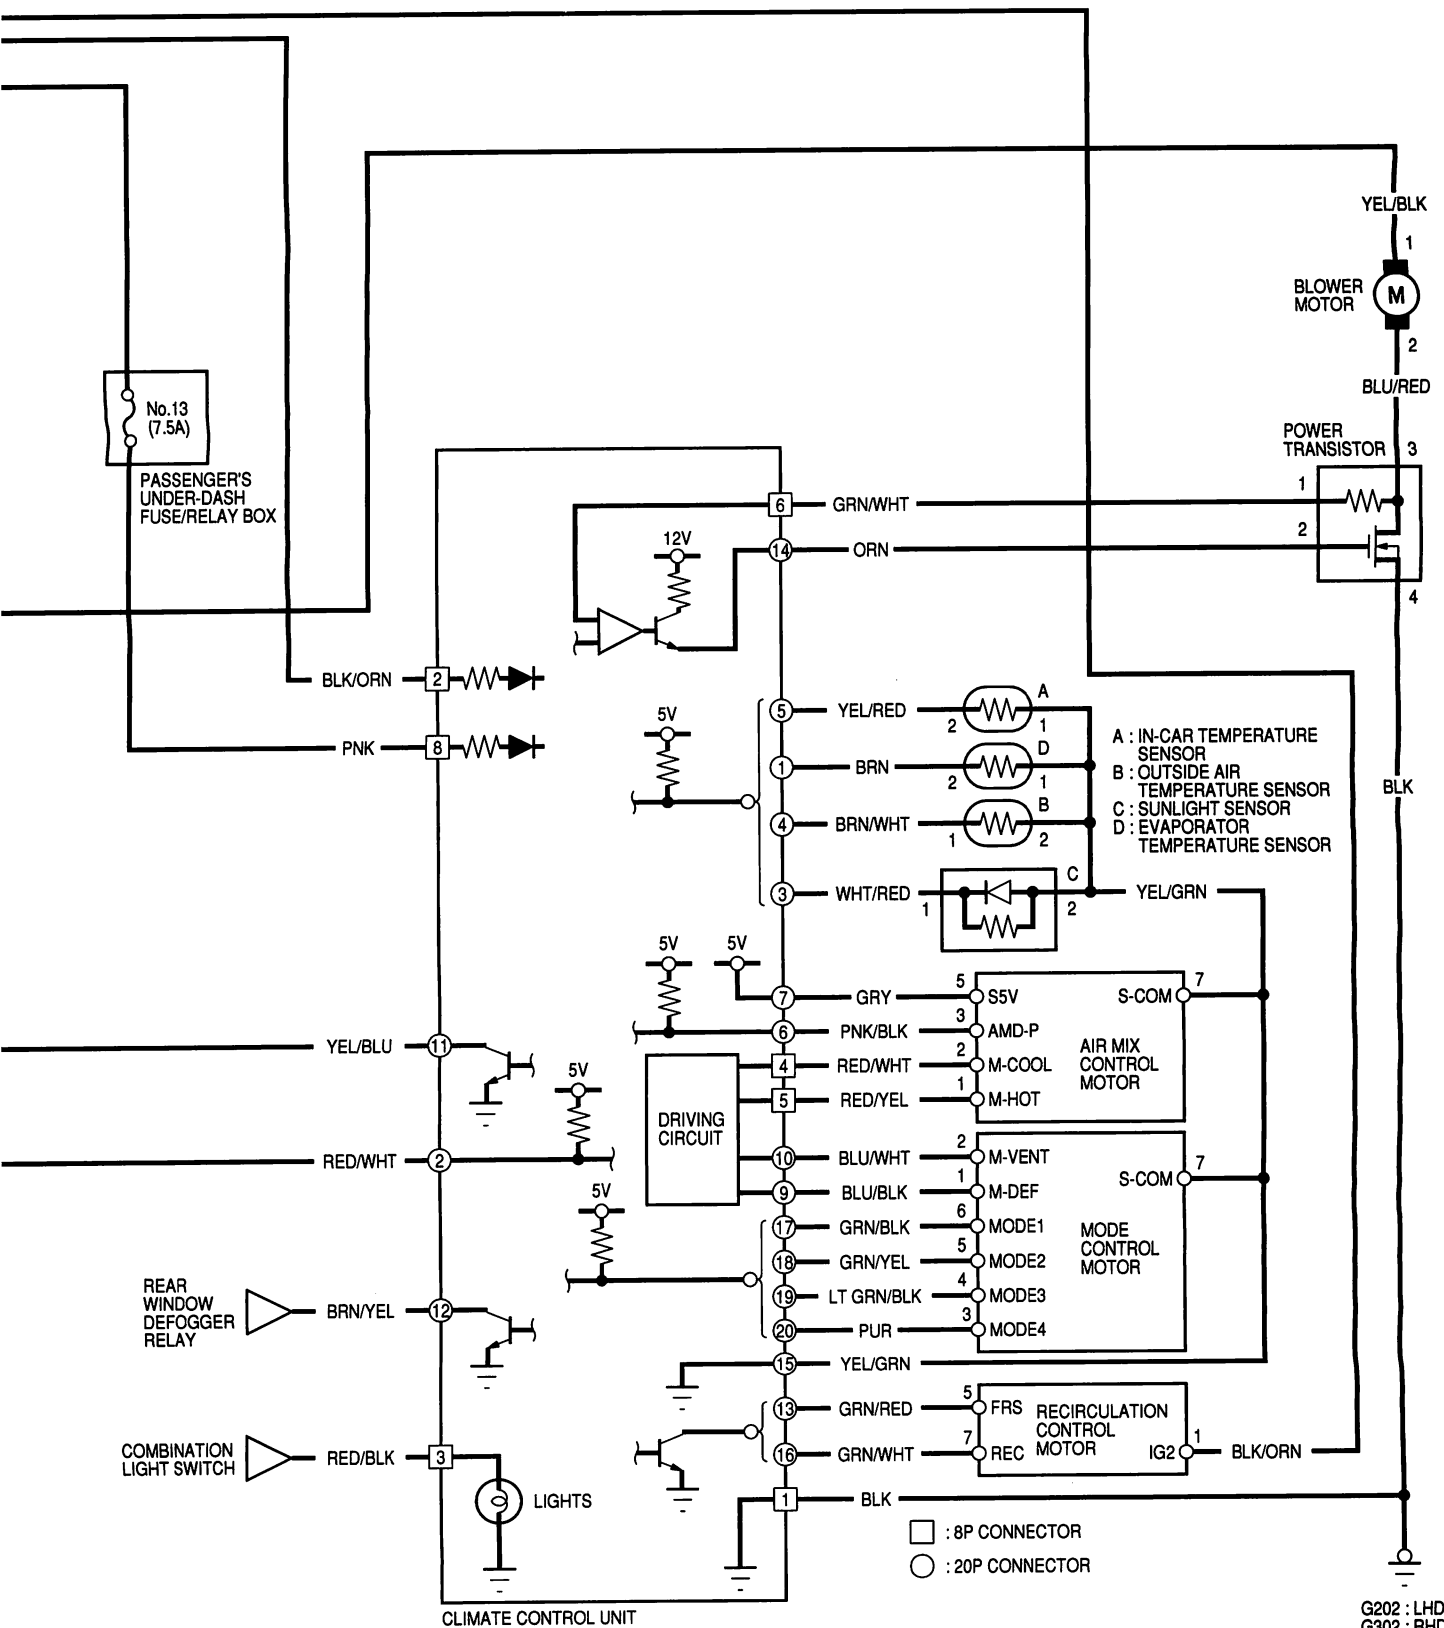 YEL/BLK
1
BLOWER
MOTOR
M
2
BLU/RED
No.13
(7.5A)
PASSENGER'S
UNDER-DASH
FUSE/RELAY BOX
POWER
TRANSISTOR
3
1
2
4
6
GRN/WHT
12V
14
ORN
BLK/ORN
2
PNK
8
5V
5
YEL/RED
2
A
1
1
BRN
2
D
1
4
BRN/WHT
1
B
2
3
WHT/RED
1
C
2
YEL/GRN
A : IN-CAR TEMPERATURE
SENSOR
B : OUTSIDE AIR
TEMPERATURE SENSOR
C : SUNLIGHT SENSOR
D : EVAPORATOR
TEMPERATURE SENSOR
BLK
5V
5V
7
GRY
5
S5V
S-COM
7
6
PNK/BLK
3
AMD-P
4
RED/WHT
2
M-COOL
5
RED/YEL
1
M-HOT
AIR MIX
CONTROL
MOTOR
YEL/BLU
11
5V
DRIVING
CIRCUIT
RED/WHT
2
10
BLU/WHT
2
M-VENT
S-COM
7
9
BLU/BLK
1
M-DEF
5V
17
GRN/BLK
6
MODE1
18
GRN/YEL
5
MODE2
19
LT GRN/BLK
4
MODE3
20
PUR
3
MODE4
MODE
CONTROL
MOTOR
REAR
WINDOW
DEFOGGER
RELAY
BRN/YEL
12
15
YEL/GRN
13
GRN/RED
5
FRS
16
GRN/WHT
7
REC
RECIRCULATION
CONTROL
MOTOR
IG2
1
BLK/ORN
COMBINATION
LIGHT SWITCH
RED/BLK
3
LIGHTS
1
BLK
: 8P CONNECTOR
: 20P CONNECTOR
CLIMATE CONTROL UNIT
G202 : LHD
G302 : RHD